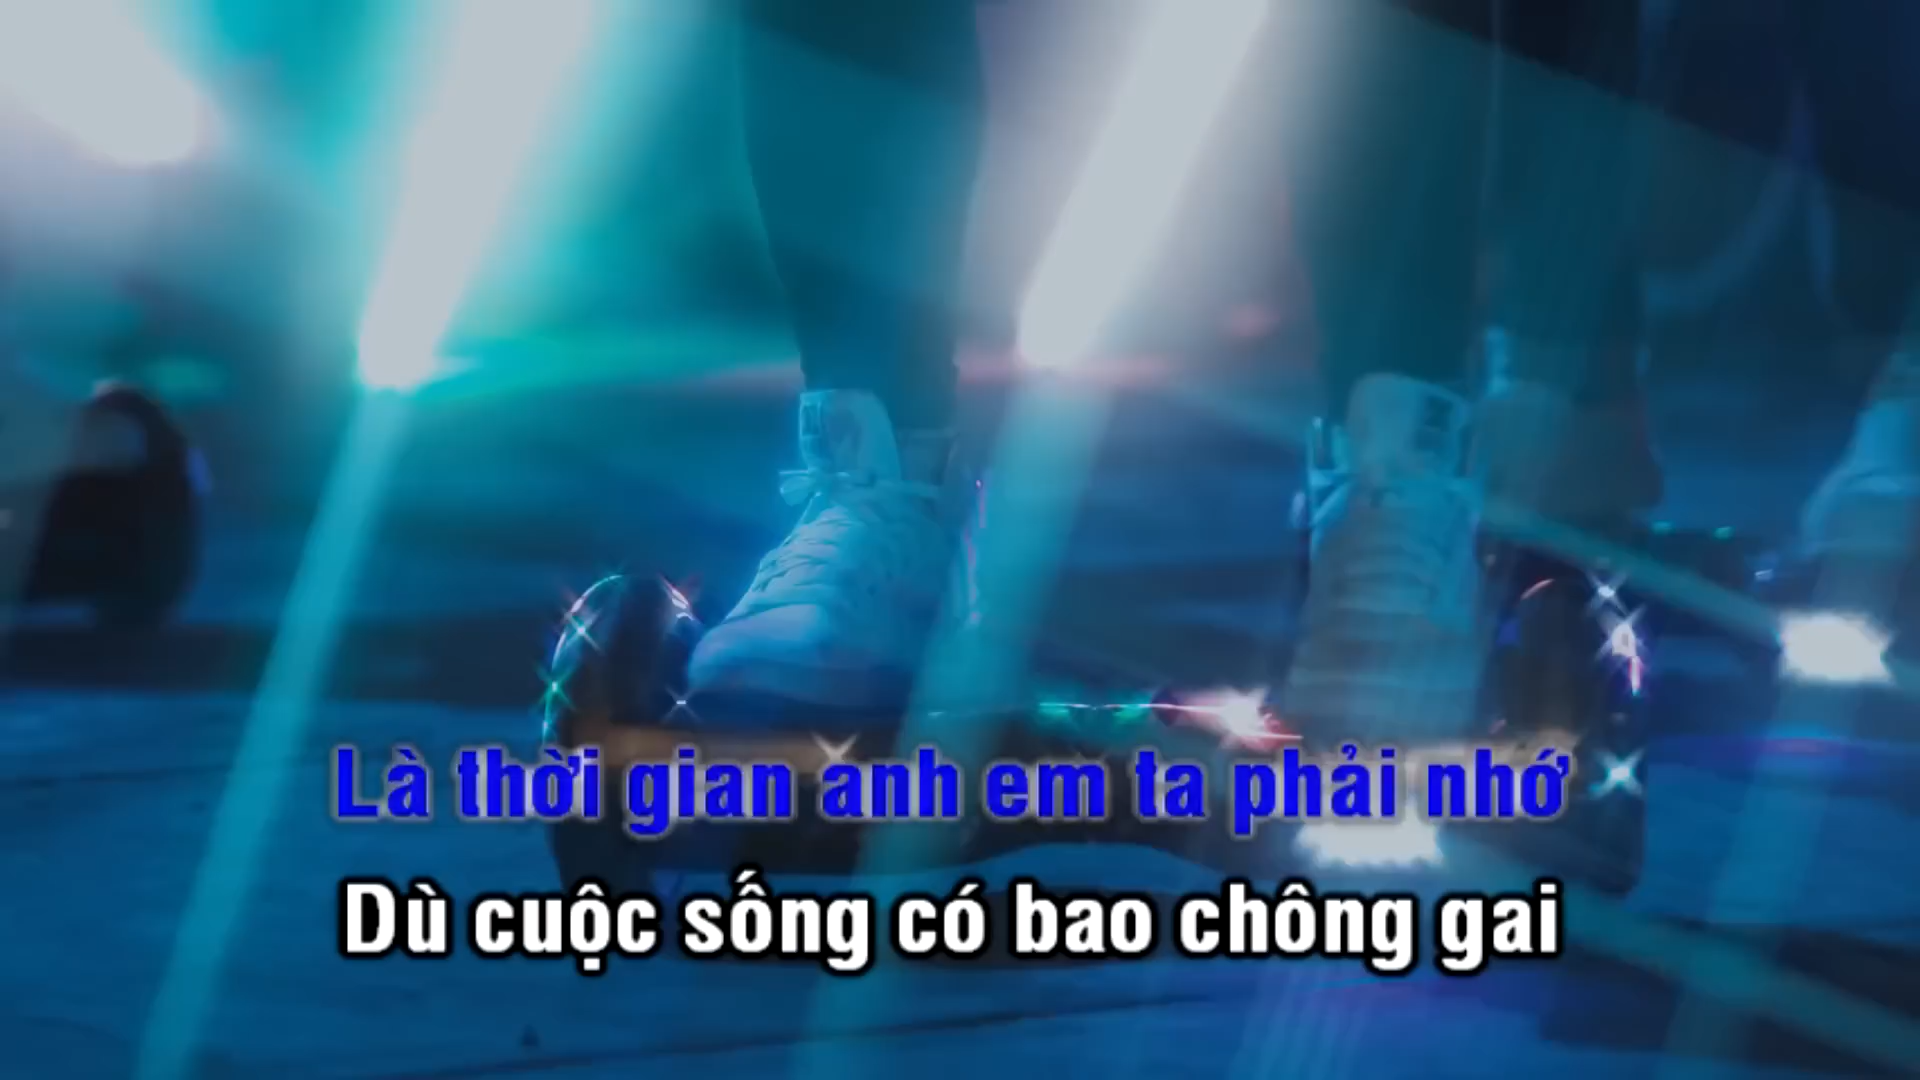 Là thời gian anh em ta phải nhớ
Dù cuộc sống có bao chông gai